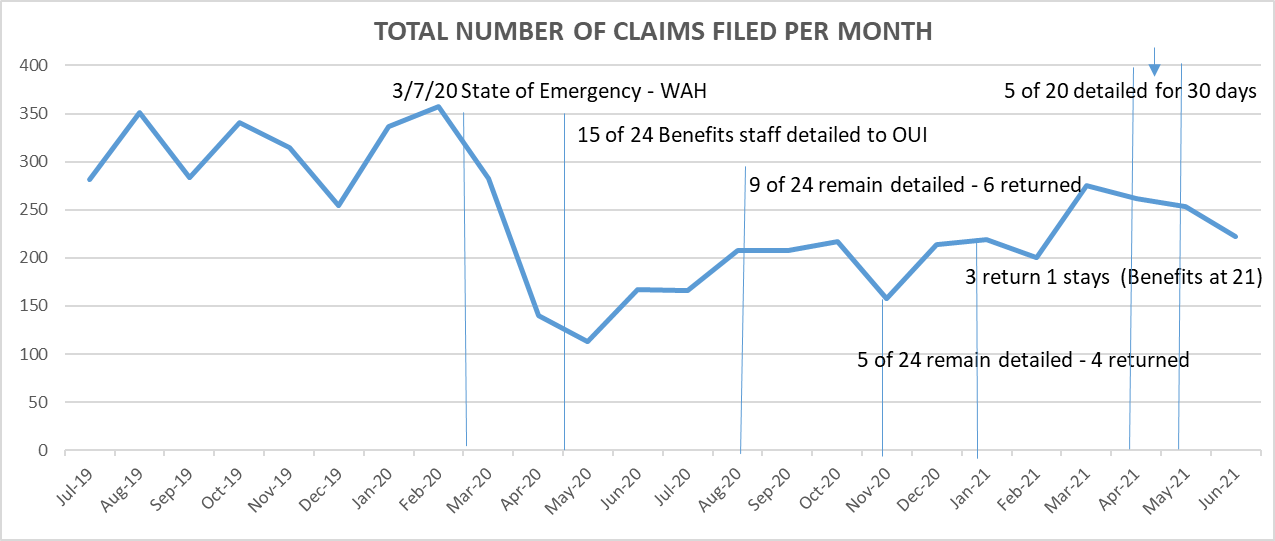 TOTAL NUMBER OF CLAIMS FILED PER MONTH
400
350
300
250
200
150
100
50
0
3/7/20 State of Emergency - WAH
5 of 20 detailed for 30 days
15 of 24 Benefits staff detailed to OUI
9 of 24 remain detailed - 6 returned
3 return 1 stays (Benefits at 21)
5 of 24 remain detailed - 4 returned
Jul-19
Aug-19
Sep-19
Oct-19
Nov-19
Dec-19
Jan-20
Feb-20
Mar-20
Apr-20
May-20
Jun-20
Jul-20
Aug-20
Sep-20
Oct-20
Nov-20
Dec-20
Jan-21
Feb-21
Mar-21
Apr-21
May-21
Jun-21